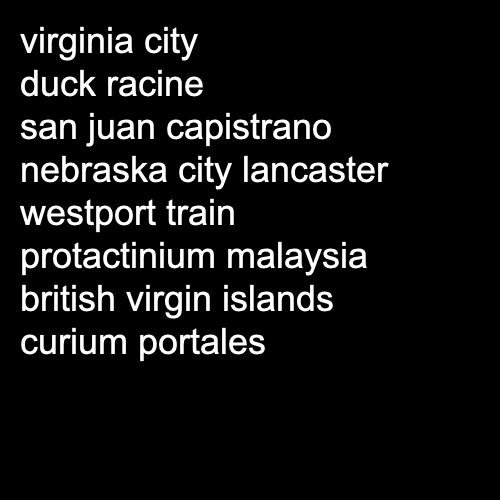 virginia city
duck racine
san juan capistrano
nebraska city lancaster
westport train
protactinium malaysia
british virgin islands
curium portales